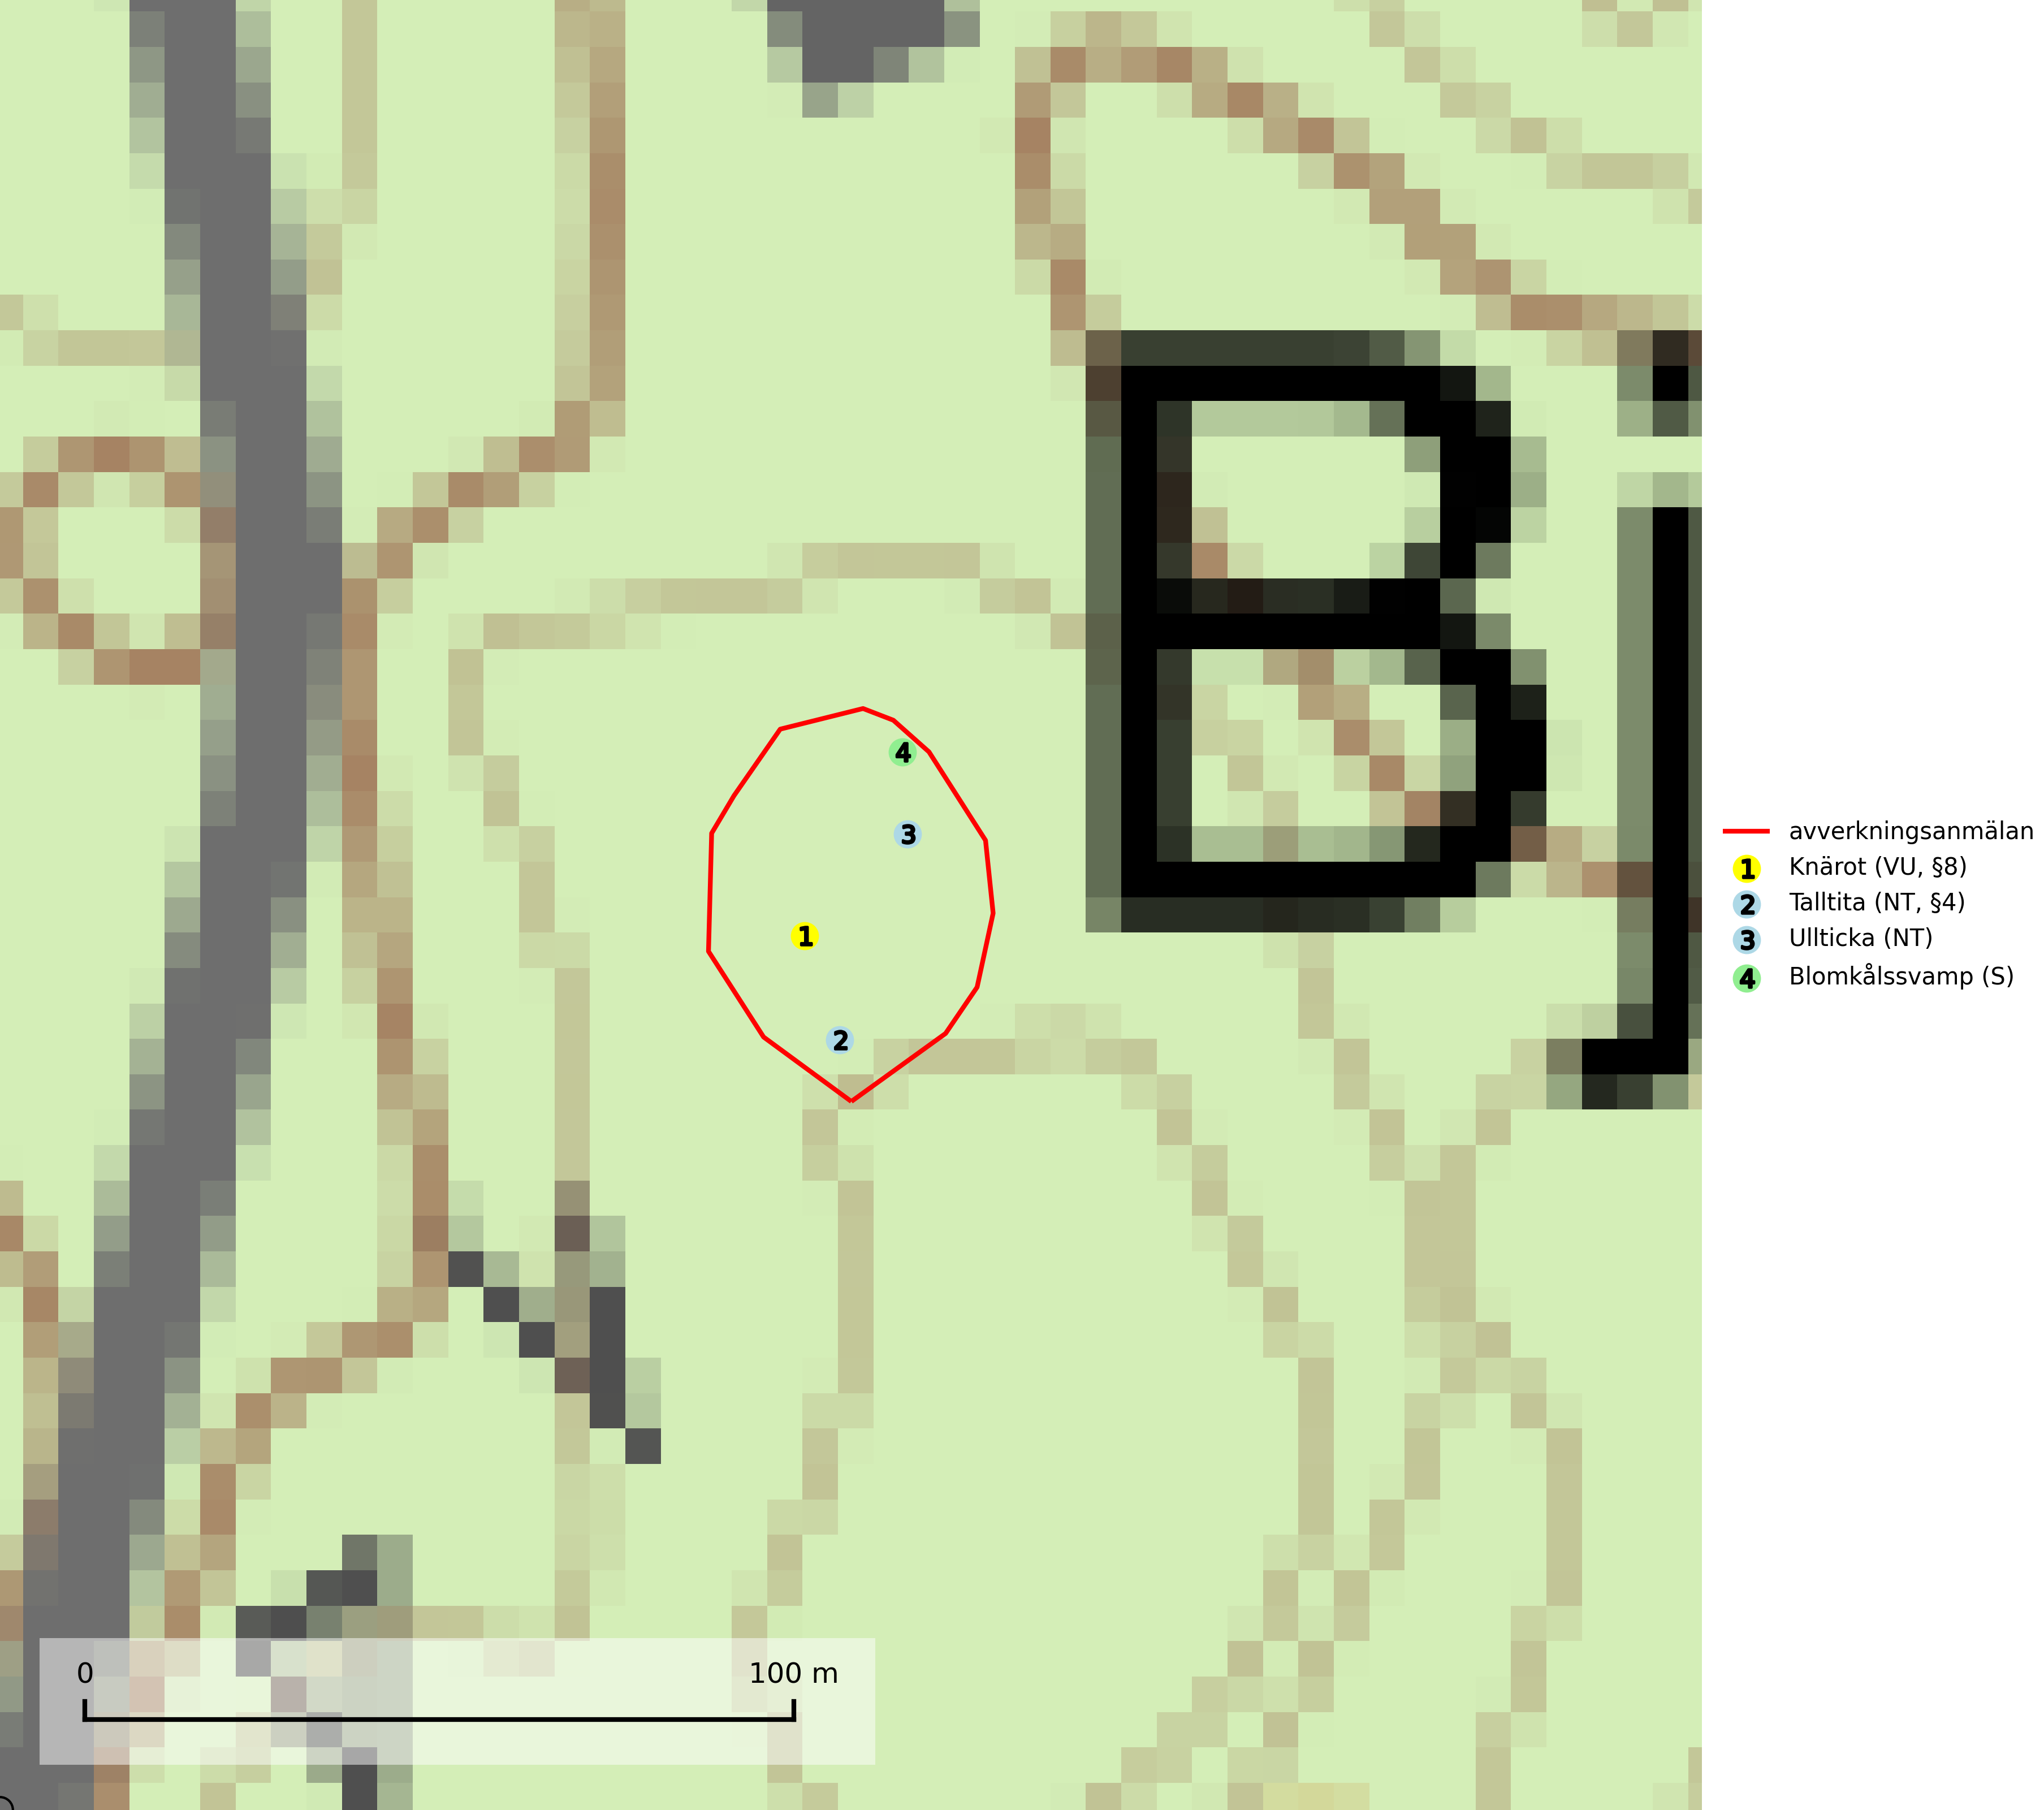 B
4
3
1
2
avverkningsanmälan
1 Knärot (VU, §8)
2 Talltita (NT, §4)
3 Ullticka (NT)
4 Blomkålssvamp (S)
0 100 m